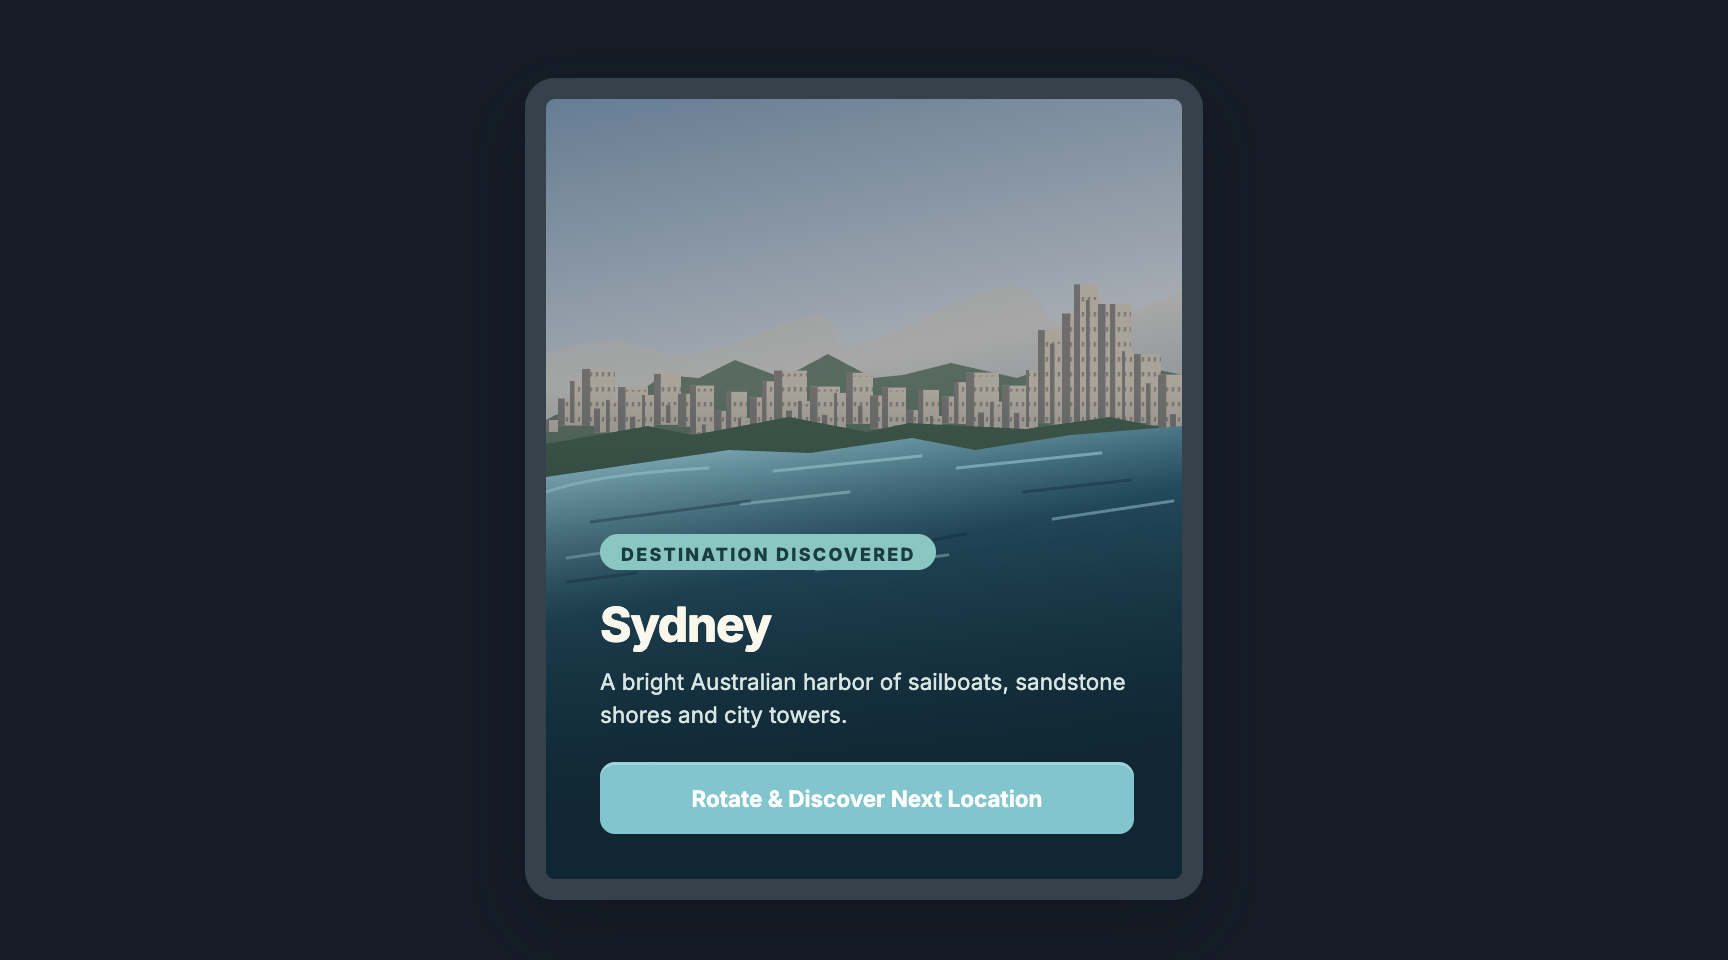 DESTINATION DISCOVERED
Sydney
A bright Australian harbor of sailboats, sandstone
shores and city towers.
Rotate & Discover Next Location